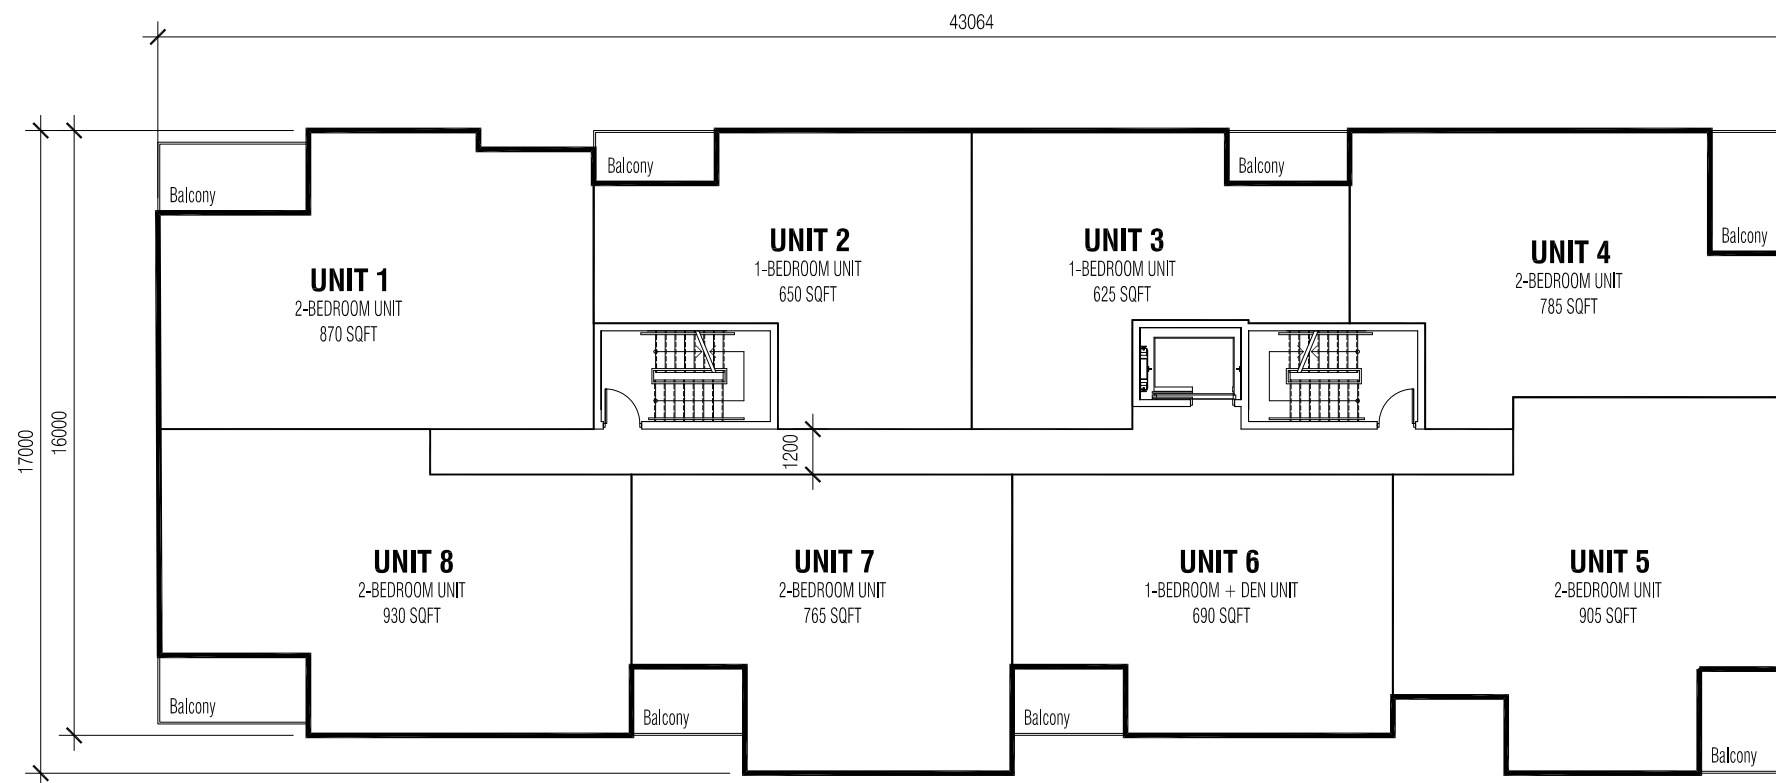 43064
Balcony
Balcony
Balcony
Balcony
UNIT 1
2-BEDROOM UNIT
870 SQFT
UNIT 2
1-BEDROOM UNIT
650 SQFT
UNIT 3
1-BEDROOM UNIT
625 SQFT
UNIT 4
2-BEDROOM UNIT
785 SQFT
17000
16000
1200
UNIT 8
2-BEDROOM UNIT
930 SQFT
UNIT 7
2-BEDROOM UNIT
765 SQFT
UNIT 6
1-BEDROOM + DEN UNIT
690 SQFT
UNIT 5
2-BEDROOM UNIT
905 SQFT
Balcony
Balcony
Balcony
Balcony